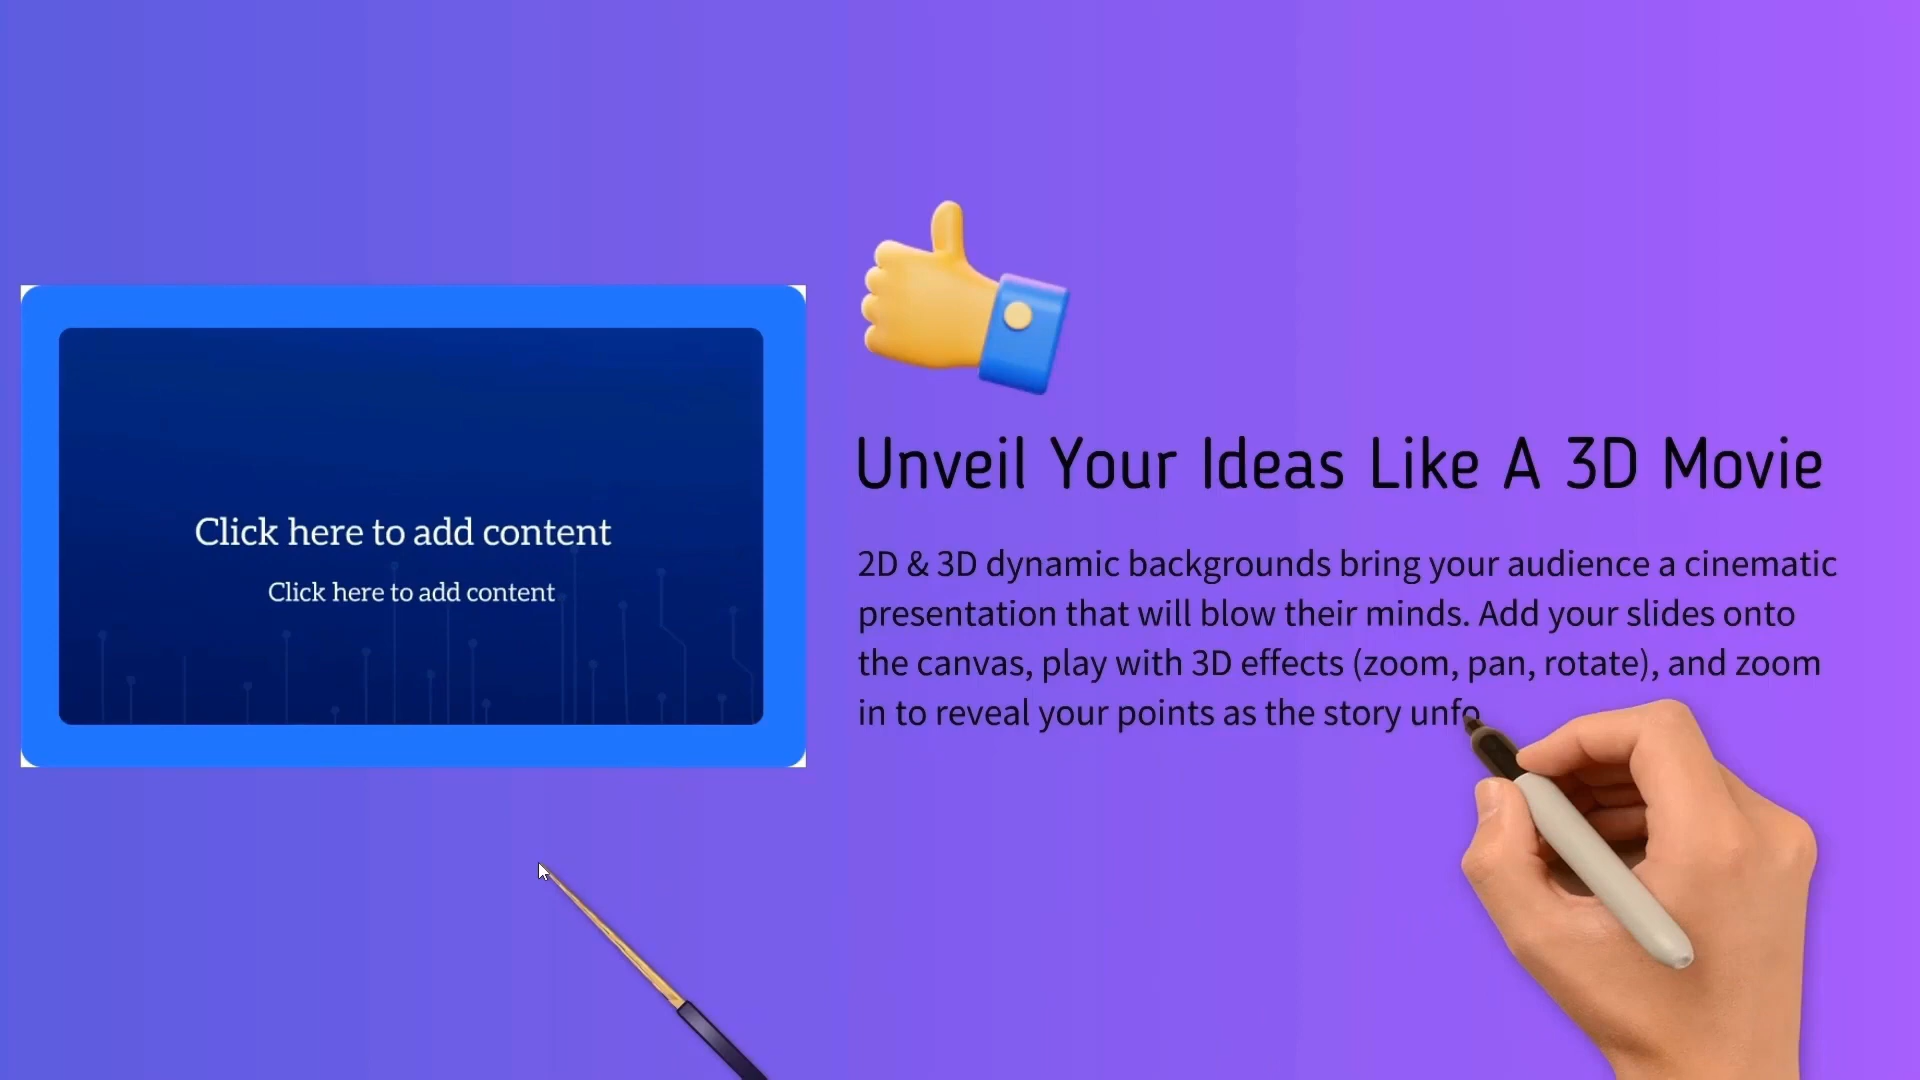 Click here to add content
Click here to add content
Unveil Your Ideas Like A 3D Movie
2D & 3D dynamic backgrounds bring your audience a cinematic
presentation that will blow their minds. Add your slides onto
the canvas, play with 3D effects (zoom, pan, rotate), and zoom
in to reveal your points as the story unfo